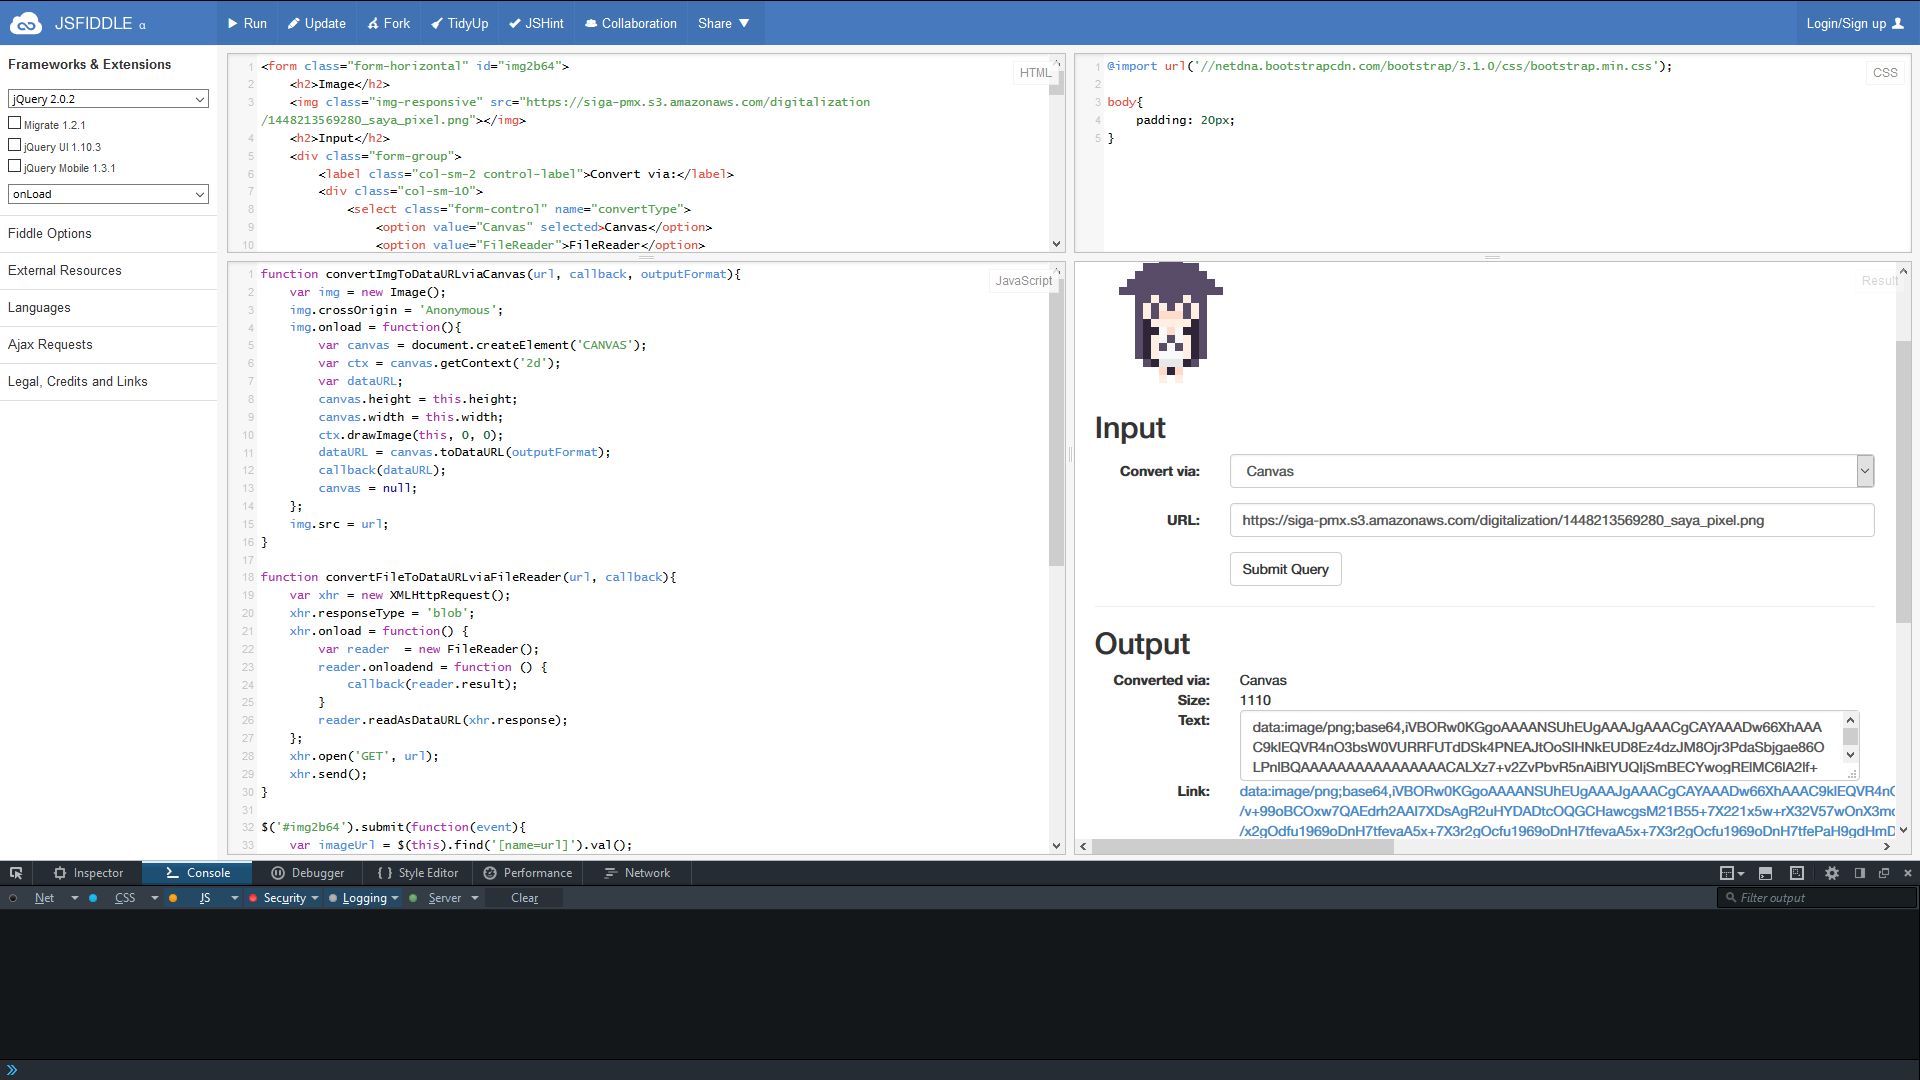 JSFIDDLE α
Run
Update
Fork
TidyUp
JSHint
Collaboration
Share
Login/Sign up
Frameworks & Extensions
jQuery 2.0.2
Migrate 1.2.1
jQuery UI 1.10.3
jQuery Mobile 1.3.1
onLoad
Fiddle Options
External Resources
Languages
Ajax Requests
Legal, Credits and Links
HTML
1 <form class="form-horizontal" id="img2b64">
2 <h2>Image</h2>
3 <img class="img-responsive" src="https://siga-pmx.s3.amazonaws.com/digitalization
/1448213569280_saya_pixel.png"></img>
4 <h2>Input</h2>
5 <div class="form-group">
6 <label class="col-sm-2 control-label">Convert via:</label>
7 <div class="col-sm-10">
8 <select class="form-control" name="convertType">
9 <option value="Canvas" selected>Canvas</option>
10 <option value="FileReader">FileReader</option>
CSS
1 @import url('//netdna.bootstrapcdn.com/bootstrap/3.1.0/css/bootstrap.min.css');
2
3 body{
4 padding: 20px;
5 }
JavaScript
1 function convertImgToDataURLviaCanvas(url, callback, outputFormat){
2 var img = new Image();
3 img.crossOrigin = 'Anonymous';
4 img.onload = function(){
5 var canvas = document.createElement('CANVAS');
6 var ctx = canvas.getContext('2d');
7 var dataURL;
8 canvas.height = this.height;
9 canvas.width = this.width;
10 ctx.drawImage(this, 0, 0);
11 dataURL = canvas.toDataURL(outputFormat);
12 callback(dataURL);
13 canvas = null;
14 };
15 img.src = url;
16 }
17
18 function convertFileToDataURLviaFileReader(url, callback){
19 var xhr = new XMLHttpRequest();
20 xhr.responseType = 'blob';
21 xhr.onload = function() {
22 var reader  = new FileReader();
23 reader.onloadend = function () {
24 callback(reader.result);
25 }
26 reader.readAsDataURL(xhr.response);
27 };
28 xhr.open('GET', url);
29 xhr.send();
30 }
31
32 $('#img2b64').submit(function(event){
33 var imageUrl = $(this).find('[name=url]').val();
Result
Input
Convert via: Canvas
URL: https://siga-pmx.s3.amazonaws.com/digitalization/1448213569280_saya_pixel.png
Submit Query
Output
Converted via: Canvas
Size: 1110
Text: data:image/png;base64,iVBORw0KGgoAAAANSUhEUgAAAJgAAACgCAYAAADw66XhAAA
C9klEQVR4nO3bsW0VURRFUTdDSk4PNEAJtOoSIHNkEUD8Ez4dzJM8Ojr3PdaSbjgae86O
LPnlBQAAAAAAAAAAAAAAAACALXz7+v2ZvPbvR5nAiBIYUQIjSmBECYwogRElMC6lA2lf+
Link: data:image/png;base64,iVBORw0KGgoAAAANSUhEUgAAAJgAAACgCAYAAADw66XhAAAC9klEQVR4nO
/v+99oBCOxw7QAEdrh2AAI7XDsAgR2uHYDADtcOQGCHawcgsM21B55+7X221x5w+rX32V57wOnX3mc
/x2gOdfu1969oDnH7tfevaA5x+7X3r2gOcfu1969oDnH7tfevaA5x+7X3r2gOcfu1969oDnH7tfePaH9gdHmD
Inspector
Console
Debugger
Style Editor
Performance
Network
Net
CSS
JS
Security
Logging
Server
Clear
Filter output